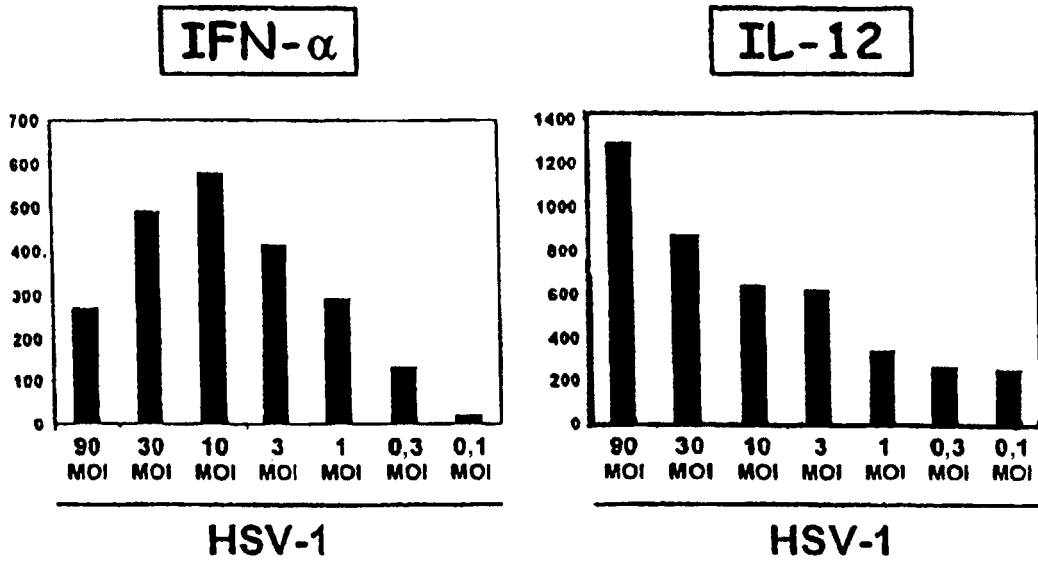 IFN-α
700
600
500
400.
300
200
100
0
90 30 10 3 1 0,3 0,1
MOI MOI MOI MOI MOI MOI MOI
HSV-1
IL-12
1400
1200
1000
800
600
400
200
0
90 30 10 3 1 0,3 0,1
MOI MOI MOI MOI MOI MOI MOI
HSV-1